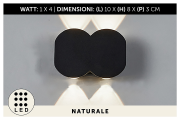 WATT: 1 X 4 | DIMENSIONI: (L) 10 X (H) 8 X (P) 3 CM
LED
NATURALE